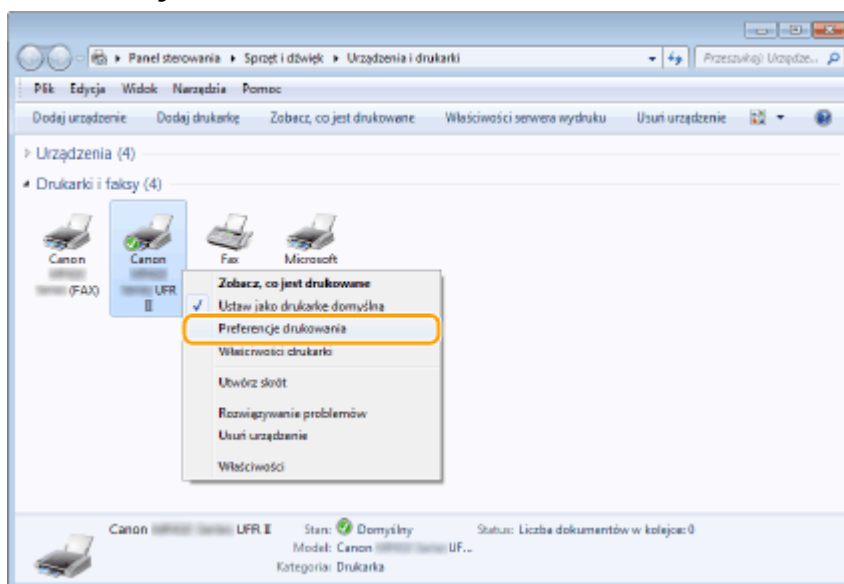 Panel sterowania ▸ Sprzęt i dźwięk ▸ Urządzenia i drukarki Przeszukaj: Urządze...
Plik Edycja Widok Narzędzia Pomoc
Dodaj urządzenie Dodaj drukarkę Zobacz, co jest drukowane Właściwości serwera wydruku Usuń urządzenie
Urządzenia (4)
Drukarki i faksy (4)
Canon Canon Fax Microsoft
(FAX) UFR
II
Zobacz, co jest drukowane
Ustaw jako drukarkę domyślną
Preferencje drukowania
Właściwości drukarki
Utwórz skrót
Rozwiązywanie problemów
Usuń urządzenie
Właściwości
Canon UFR II Stan: Domyślny Status: Liczba dokumentów w kolejce: 0
Model: Canon UF...
Kategoria: Drukarka